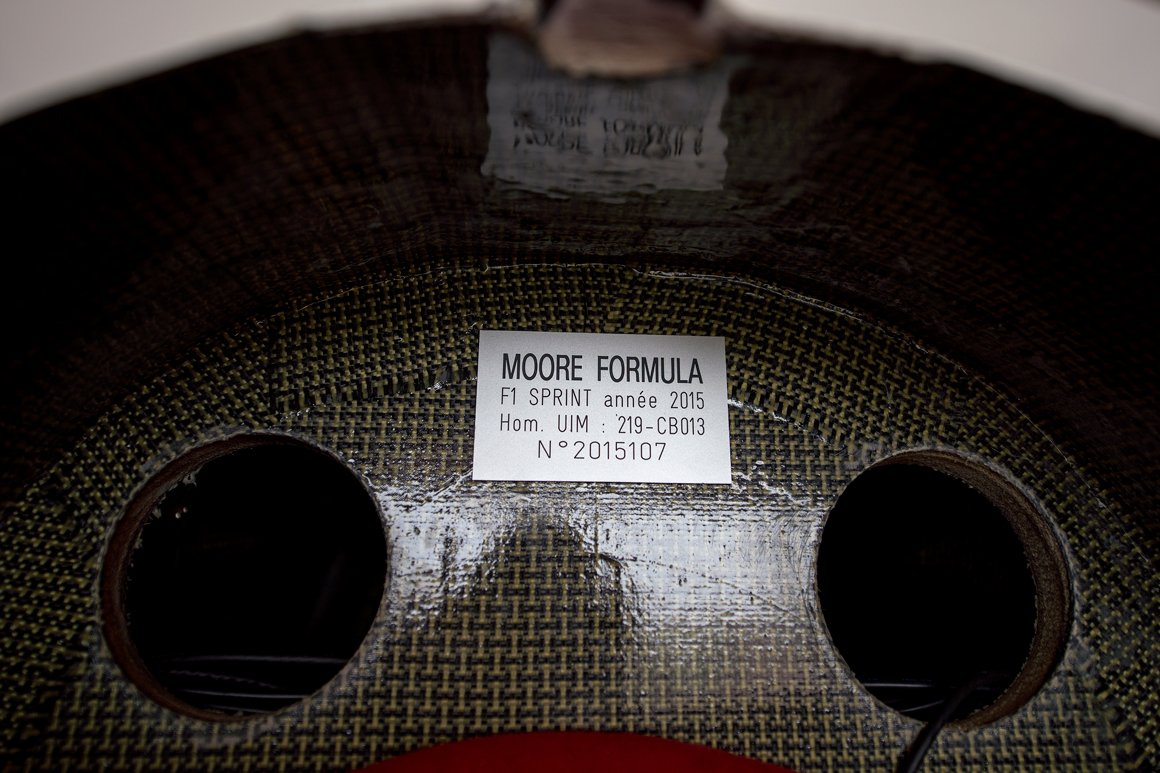 MOORE FORMULA
F1 SPRINT année 2015
Hom. UIM : 219-CB013
N°2015107